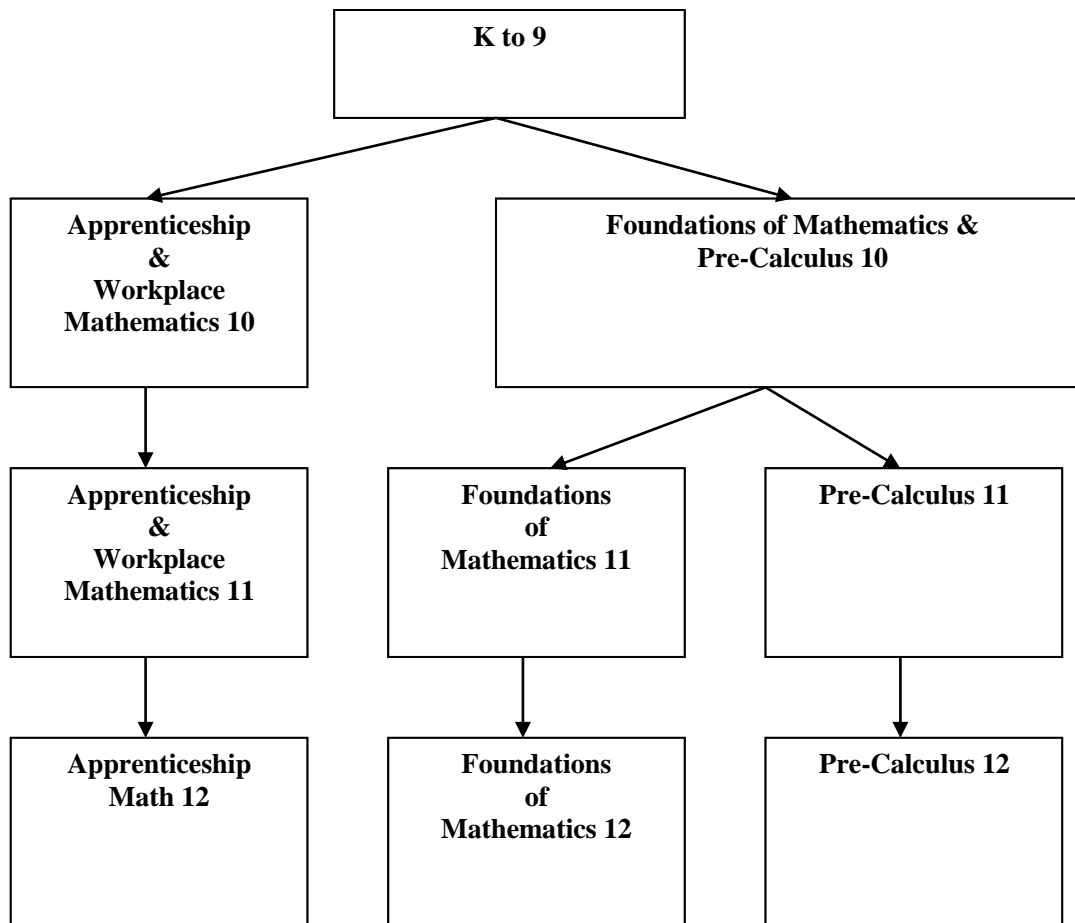 K to 9
Apprenticeship
&
Workplace
Mathematics 10
Foundations of Mathematics &
Pre-Calculus 10
Apprenticeship
&
Workplace
Mathematics 11
Foundations
of
Mathematics 11
Pre-Calculus 11
Apprenticeship
Math 12
Foundations
of
Mathematics 12
Pre-Calculus 12